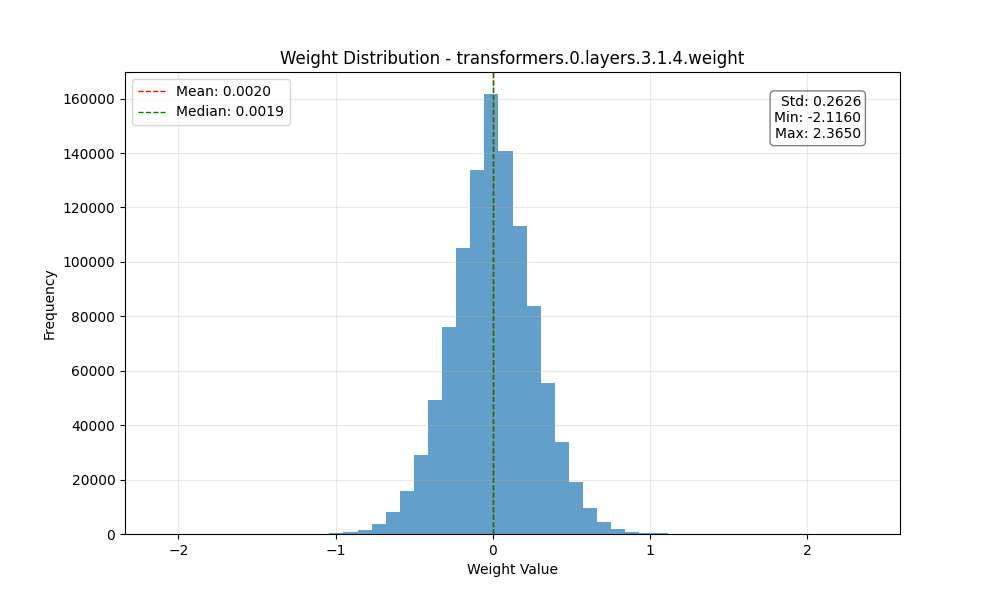 Weight Distribution - transformers.0.layers.3.1.4.weight
Mean: 0.0020
Median: 0.0019
Std: 0.2626
Min: -2.1160
Max: 2.3650
160000
140000
120000
100000
80000
60000
40000
20000
0
Frequency
−2
−1
0
1
2
Weight Value